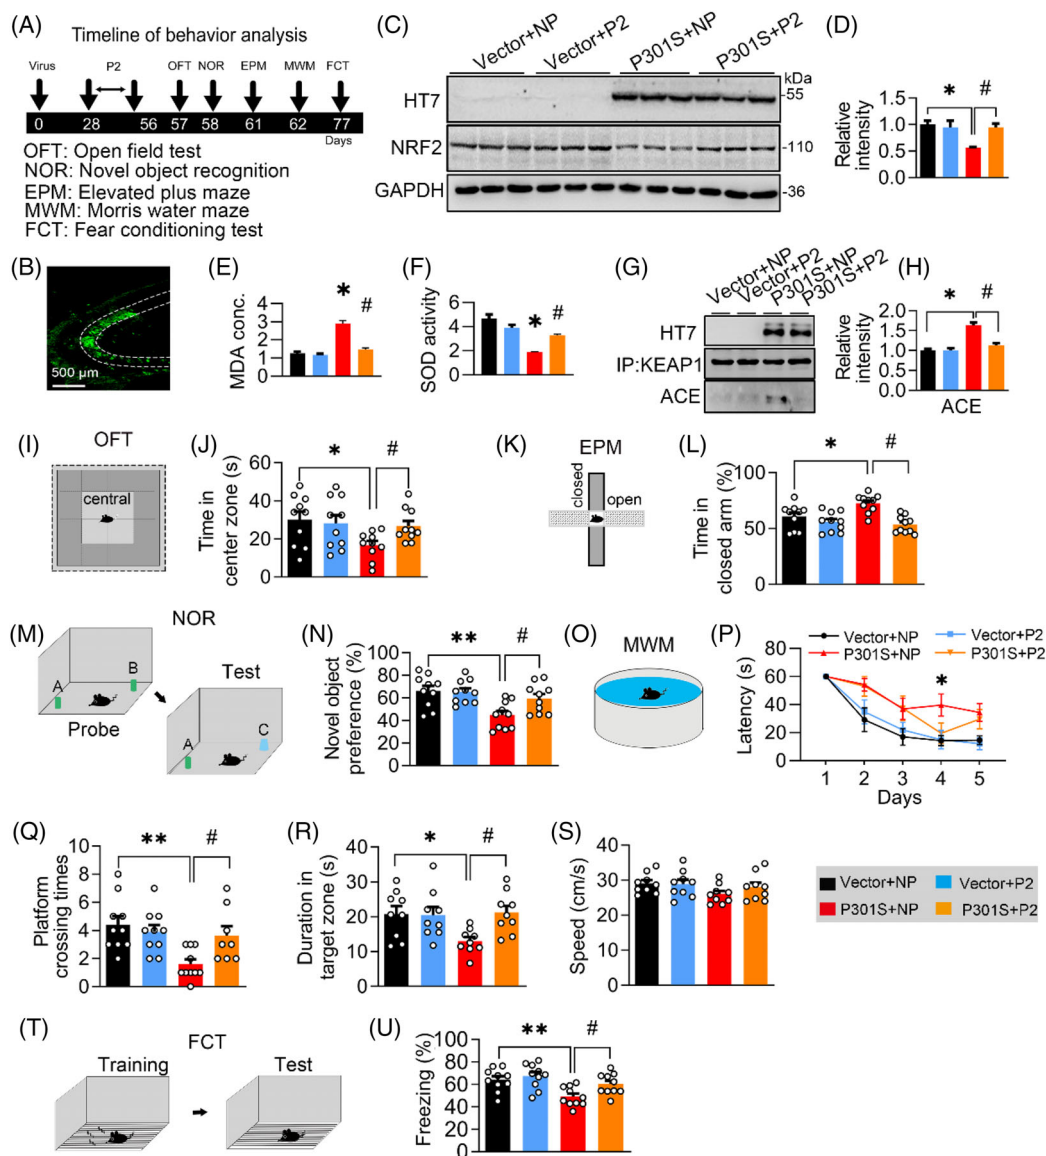 (A)
Timeline of behavior analysis
Virus P2 OFT NOR EPM MWM FCT
0 28 56 57 58 61 62 77
Days
OFT: Open field test
NOR: Novel object recognition
EPM: Elevated plus maze
MWM: Morris water maze
FCT: Fear conditioning test
(C)
Vector+NP Vector+P2 P301S+NP P301S+P2
kDa
HT7 -55
NRF2 -110
GAPDH -36
(D)
Relative intensity
1.5
1.0
0.5
0.0
* #
(B)
500 µm
(E)
MDA conc.
4
3
2
1
0
* #
(F)
SOD activity
6
4
2
0
* #
(G)
Vector+NP
Vector+P2
P301S+NP
P301S+P2
HT7
IP:KEAP1
ACE
(H)
Relative intensity
2.0
1.5
1.0
0.5
0.0
* #
ACE
(I)
OFT
central
(J)
Time in center zone (s)
60
40
20
0
* #
(K)
EPM
closed
open
(L)
Time in closed arm (%)
100
50
0
* #
(M)
NOR
A B
Probe
Test
A C
(N)
Novel object preference (%)
100
80
60
40
20
0
** #
(O)
MWM
(P)
Vector+NP Vector+P2
P301S+NP P301S+P2
Latency (s)
80
60
40
20
0
*
1 2 3 4 5
Days
(Q)
Platform crossing times
10
8
6
4
2
0
** #
(R)
Duration in target zone (s)
40
30
20
10
0
* #
(S)
Speed (cm/s)
40
30
20
10
0
Vector+NP Vector+P2
P301S+NP P301S+P2
(T)
FCT
Training Test
(U)
Freezing (%)
100
80
60
40
20
0
** #